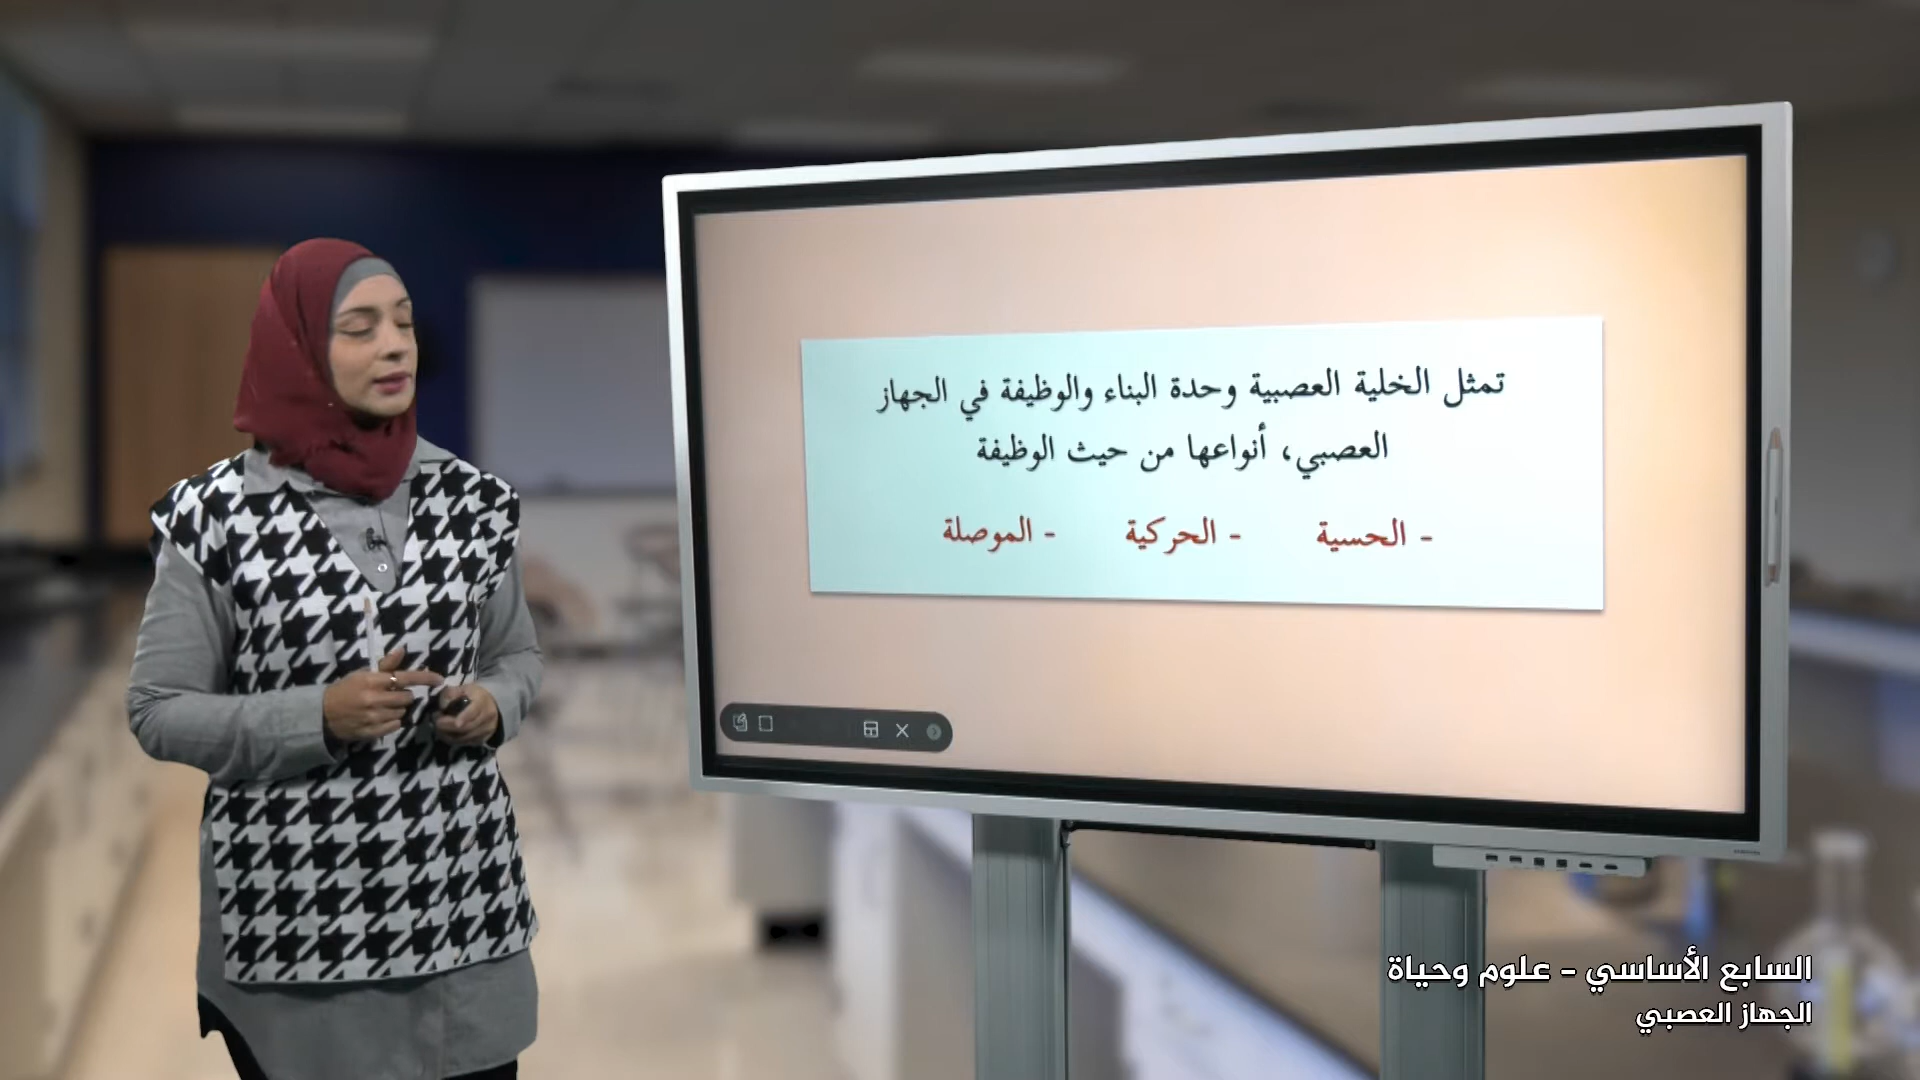 تمثل الخلية العصبية وحدة البناء والوظيفة في الجهاز
العصبي، أنواعها من حيث الوظيفة
- الحسية - الحركية - الموصلة
السابع الأساسي - علوم وحياة
الجهاز العصبي